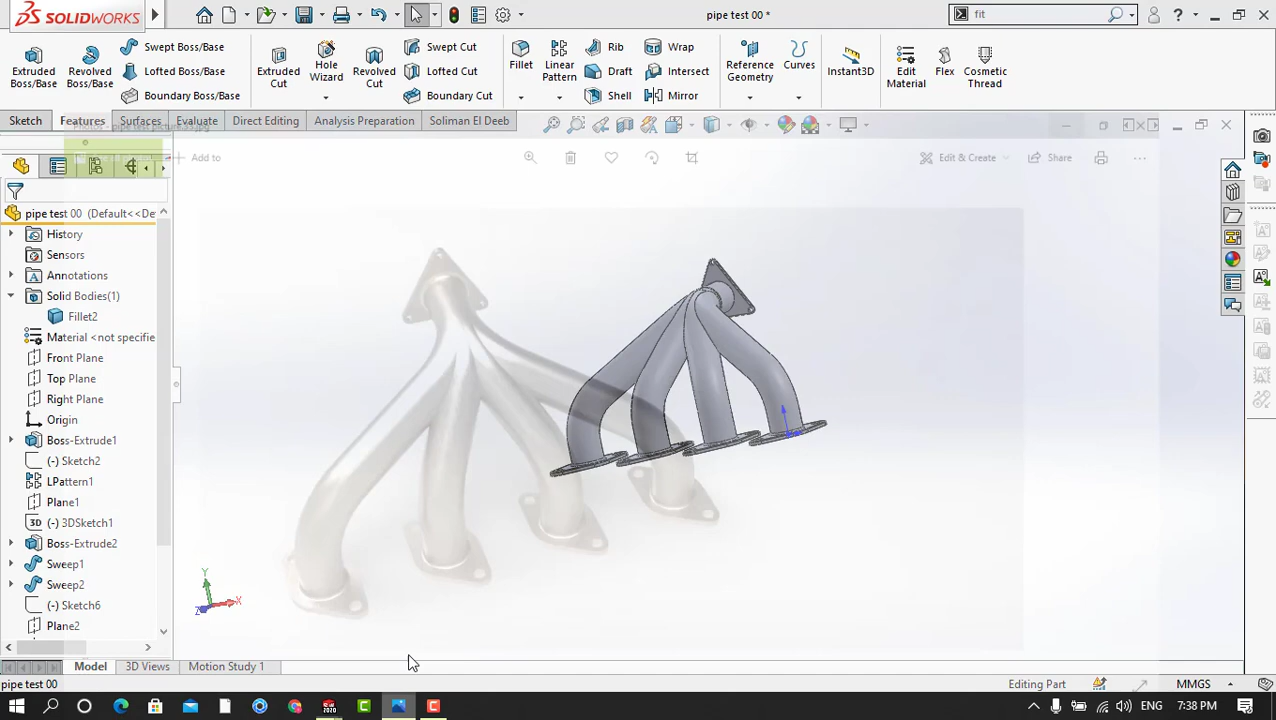 SOLIDWORKS
pipe test 00 *
fit
Extruded Boss/Base
Revolved Boss/Base
Swept Boss/Base
Lofted Boss/Base
Boundary Boss/Base
Extruded Cut
Hole Wizard
Revolved Cut
Swept Cut
Lofted Cut
Boundary Cut
Fillet
Linear Pattern
Rib
Draft
Shell
Wrap
Intersect
Mirror
Reference Geometry
Curves
Instant3D
Edit Material
Flex
Cosmetic Thread
Sketch
Features
Surfaces
Evaluate
Direct Editing
Analysis Preparation
Soliman El Deeb
Add to
Edit & Create
Share
pipe test 00 (Default<<De
History
Sensors
Annotations
Solid Bodies(1)
Fillet2
Material <not specifie
Front Plane
Top Plane
Right Plane
Origin
Boss-Extrude1
(-) Sketch2
LPattern1
Plane1
3D (-) 3DSketch1
Boss-Extrude2
Sweep1
Sweep2
(-) Sketch6
Plane2
Y
X
Z
Model
3D Views
Motion Study 1
pipe test 00
Editing Part
MMGS
ENG
7:38 PM